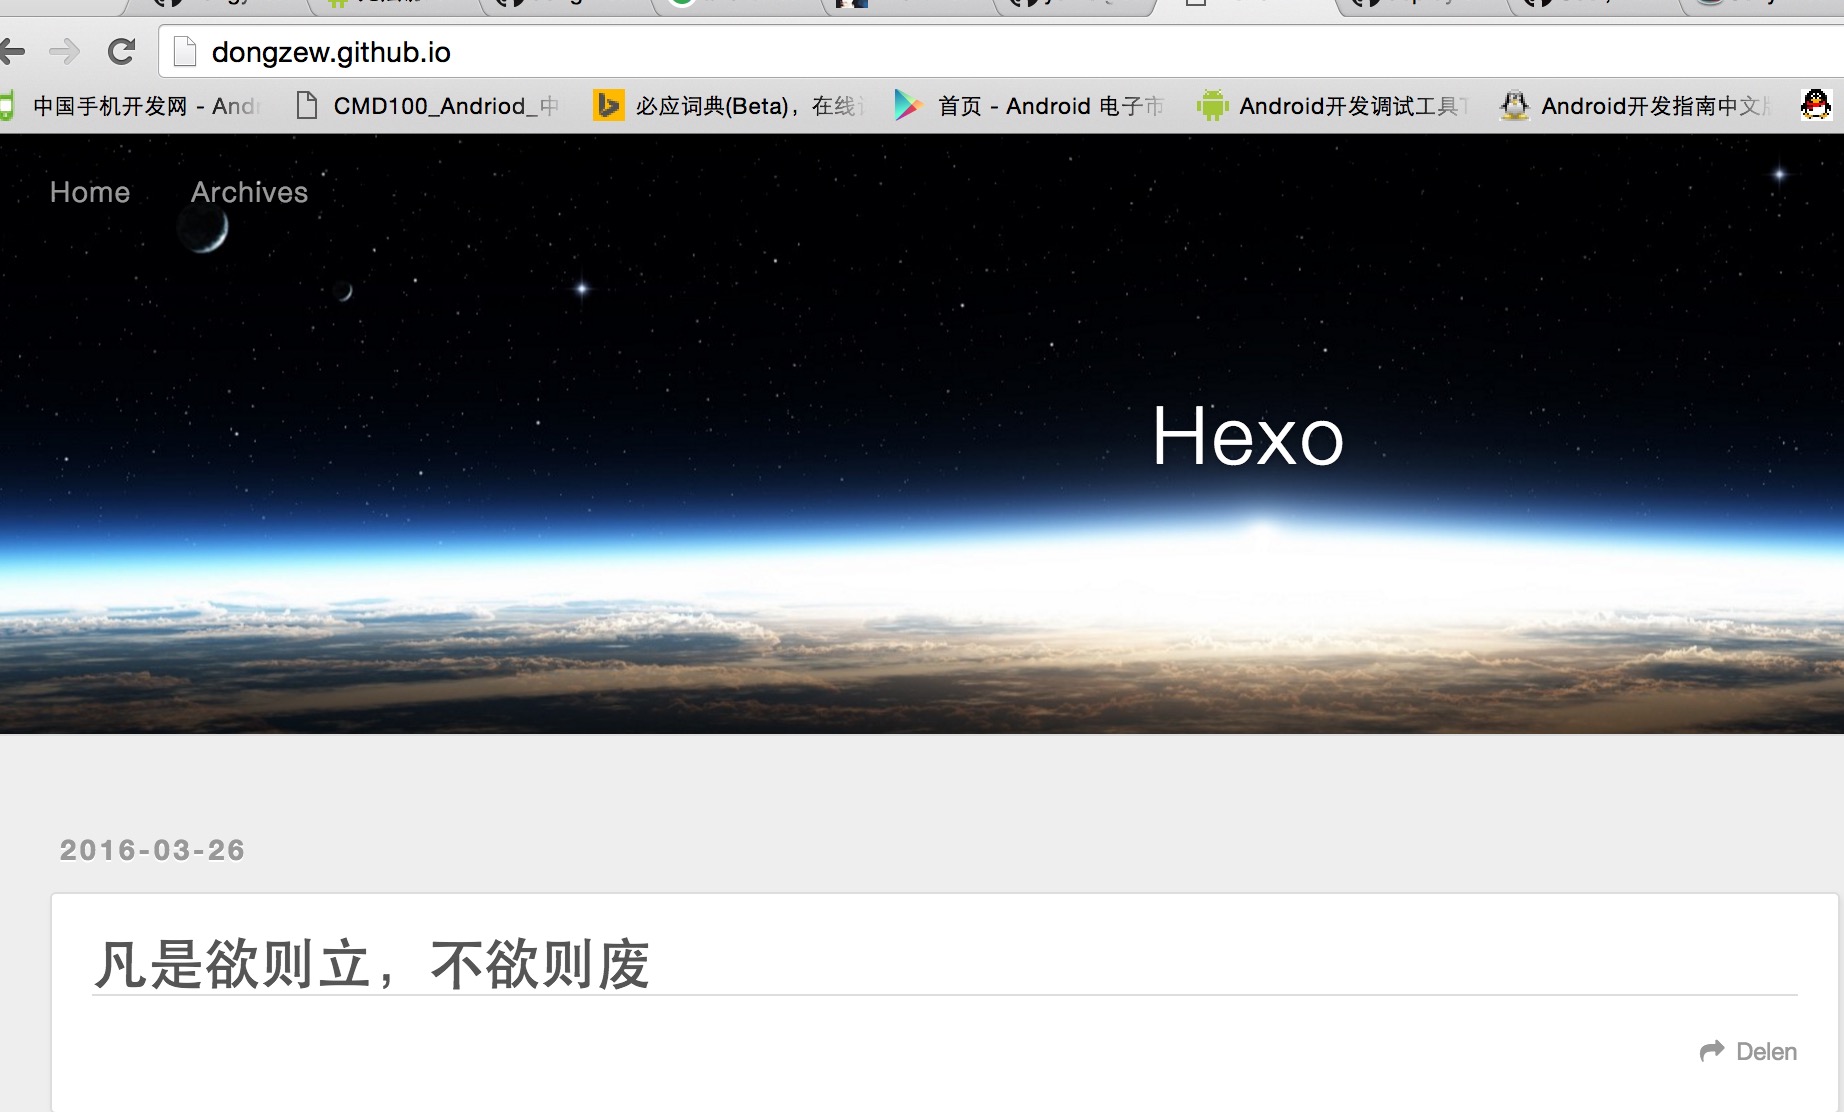 dongzew.github.io
中国手机开发网 - And
CMD100_Andriod_中
必应词典(Beta)，在线
首页 - Android 电子市
Android开发调试工具
Android开发指南中文
Home
Archives
Hexo
2016-03-26
凡是欲则立，不欲则废
Delen